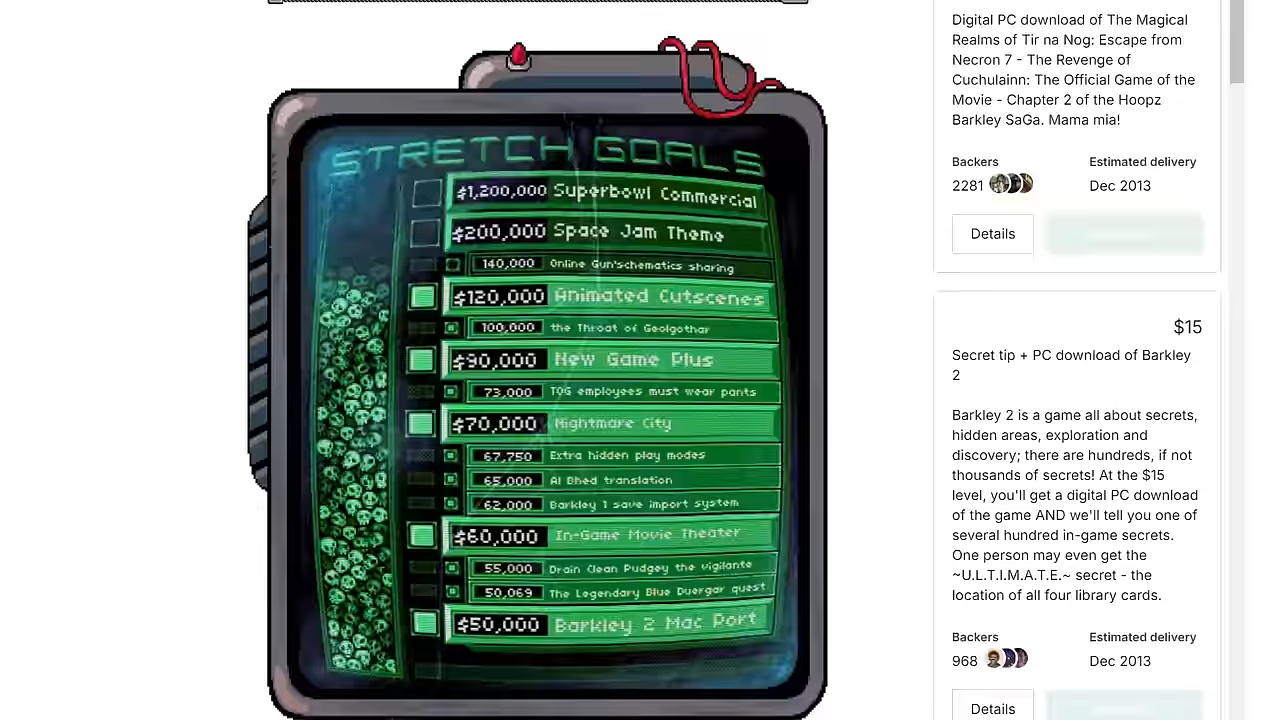 STRETCH GOALS
$1,200,000 Superbowl Commercial
$200,000 Space Jam Theme
140,000 Online Gun'schematics sharing
$120,000 Animated Cutscenes
100,000 the Throat of Geolgothar
$90,000 New Game Plus
73,000 TOG employees must wear pants
$70,000 Nightmare City
67,750 Extra hidden play modes
65,000 Al Bhed translation
62,000 Barkley 1 save import system
$60,000 In-Game Movie Theater
55,000 Drain Clean Pudgey the vigilante
50,069 The Legendary Blue Duergar quest
$50,000 Barkley 2 Mac Port
Digital PC download of The Magical
Realms of Tir na Nog: Escape from
Necron 7 - The Revenge of
Cuchulainn: The Official Game of the
Movie - Chapter 2 of the Hoopz
Barkley SaGa. Mama mia!
Backers Estimated delivery
2281 Dec 2013
Details
$15
Secret tip + PC download of Barkley
2
Barkley 2 is a game all about secrets,
hidden areas, exploration and
discovery; there are hundreds, if not
thousands of secrets! At the $15
level, you'll get a digital PC download
of the game AND we'll tell you one of
several hundred in-game secrets.
One person may even get the
~U.L.T.I.M.A.T.E.~ secret - the
location of all four library cards.
Backers Estimated delivery
968 Dec 2013
Details